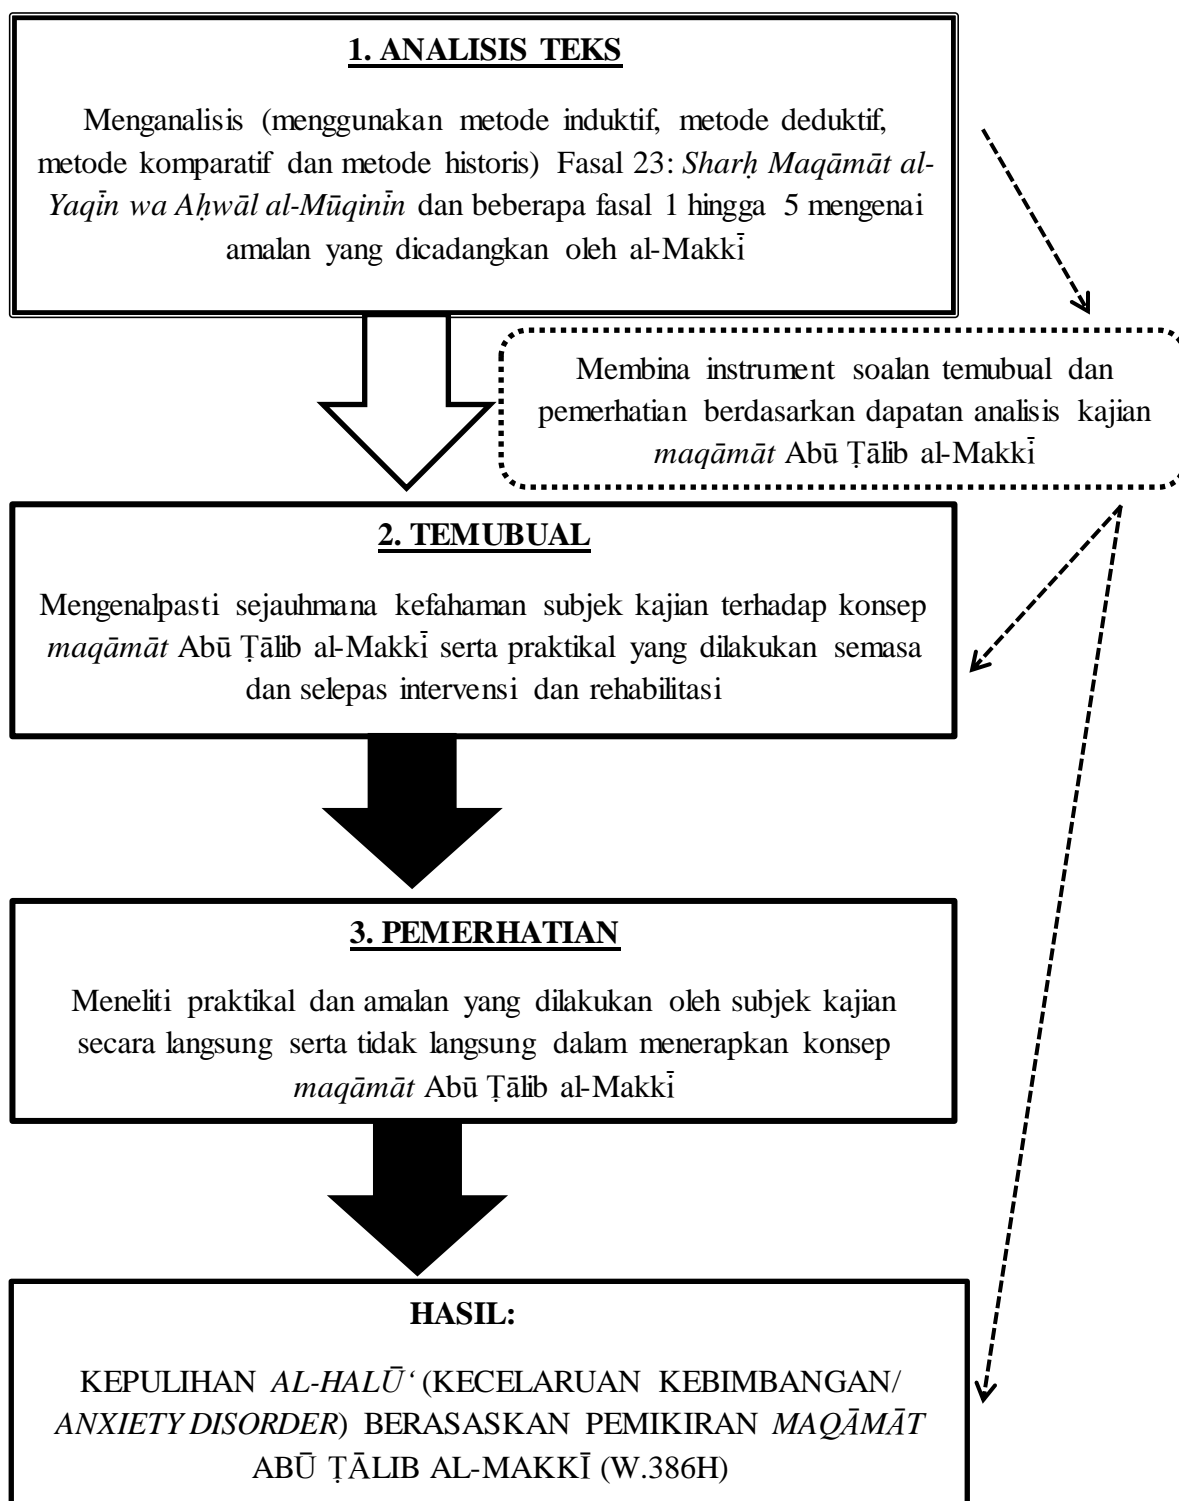 1. ANALISIS TEKS
Menganalisis (menggunakan metode induktif, metode deduktif,
metode komparatif dan metode historis) Fasal 23: Sharḥ Maqāmāt al-
Yaqīn wa Aḥwāl al-Mūqinīn dan beberapa fasal 1 hingga 5 mengenai
amalan yang dicadangkan oleh al-Makkī
Membina instrument soalan temubual dan
pemerhatian berdasarkan dapatan analisis kajian
maqāmāt Abū Ṭālib al-Makkī
2. TEMUBUAL
Mengenalpasti sejauhmana kefahaman subjek kajian terhadap konsep
maqāmāt Abū Ṭālib al-Makkī serta praktikal yang dilakukan semasa
dan selepas intervensi dan rehabilitasi
3. PEMERHATIAN
Meneliti praktikal dan amalan yang dilakukan oleh subjek kajian
secara langsung serta tidak langsung dalam menerapkan konsep
maqāmāt Abū Ṭālib al-Makkī
HASIL:
KEPULIHAN AL-HALŪ‘ (KECELARUAN KEBIMBANGAN/
ANXIETY DISORDER) BERASASKAN PEMIKIRAN MAQĀMĀT
ABŪ ṬĀLIB AL-MAKKĪ (W.386H)